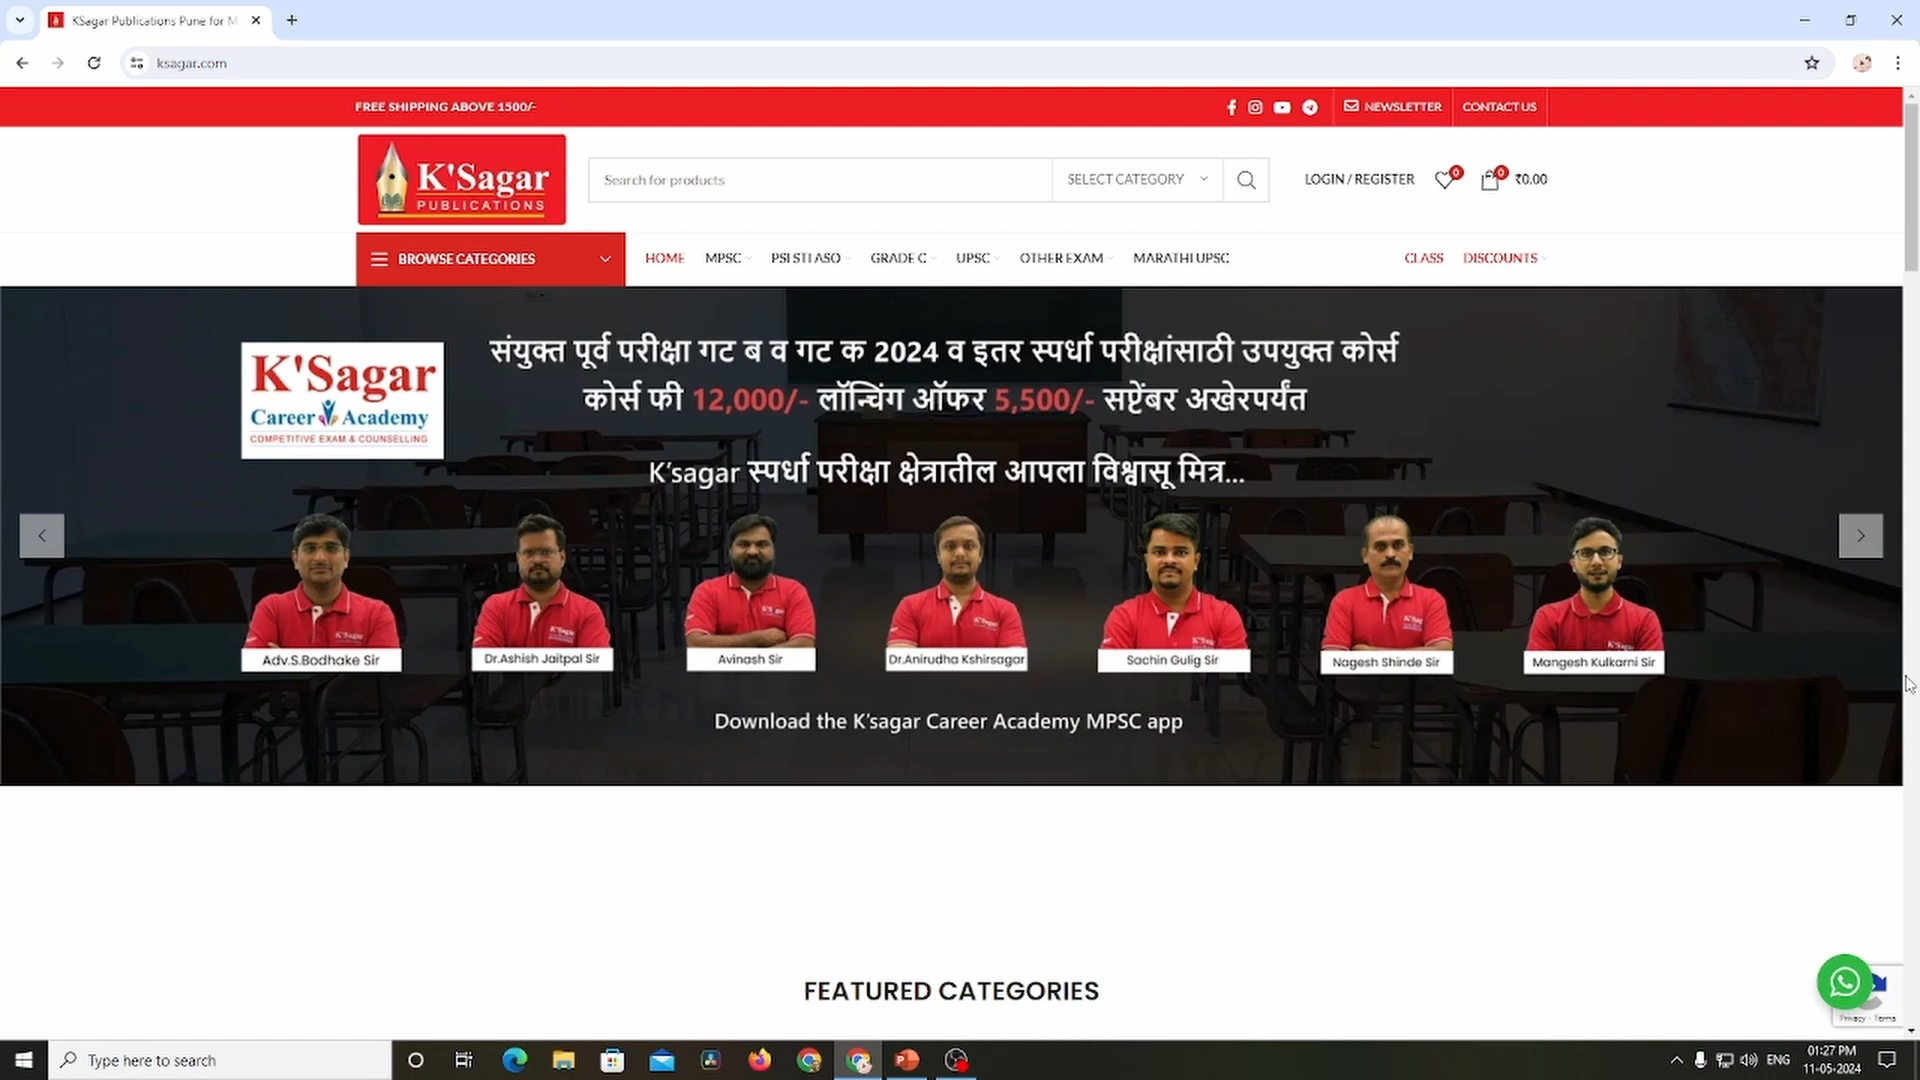 KSagar Publications Pune for M
ksagar.com
FREE SHIPPING ABOVE 1500/-
NEWSLETTER
CONTACT US
K'Sagar
PUBLICATIONS
Search for products
SELECT CATEGORY
LOGIN / REGISTER
0
0
₹0.00
BROWSE CATEGORIES
HOME
MPSC
PSI STI ASO
GRADE C
UPSC
OTHER EXAM
MARATHI UPSC
CLASS
DISCOUNTS
K'Sagar
Career Academy
COMPETITIVE EXAM & COUNSELLING
संयुक्त पूर्व परीक्षा गट ब व गट क 2024 व इतर स्पर्धा परीक्षांसाठी उपयुक्त कोर्स
कोर्स फी 12,000/- लॉन्चिंग ऑफर 5,500/- सप्टेंबर अखेरपर्यंत
K'sagar स्पर्धा परीक्षा क्षेत्रातील आपला विश्वासू मित्र...
Adv.S.Bodhake Sir
Dr.Ashish Jaitpal Sir
Avinash Sir
Dr.Anirudha Kshirsagar
Sachin Gulig Sir
Nagesh Shinde Sir
Mangesh Kulkarni Sir
Download the K'sagar Career Academy MPSC app
FEATURED CATEGORIES
Privacy - Terms
Type here to search
ENG
01:27 PM
11-05-2024